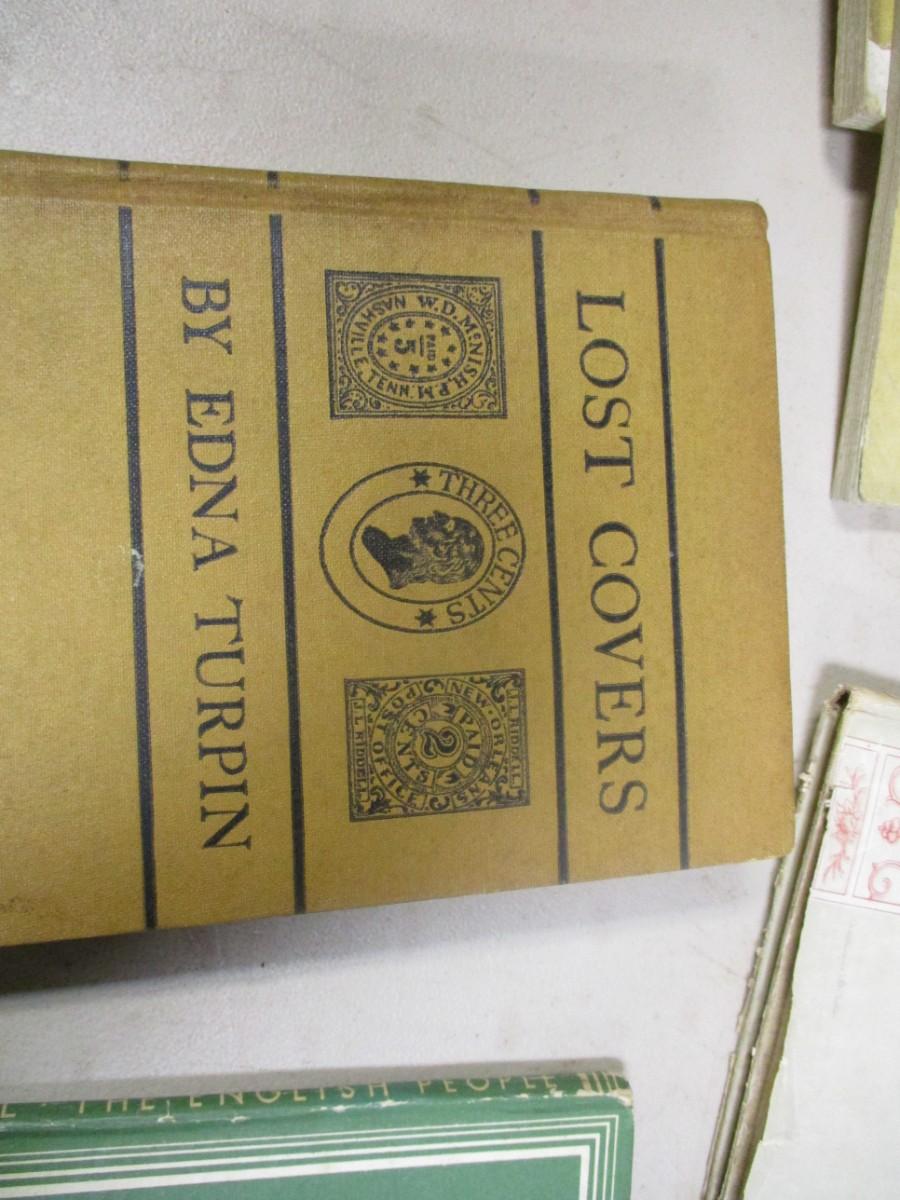 LOST COVERS
W.D. McNISH, P.M.
NASHVILLE, TENN.
PAID
5
THREE CENTS
J.L. RIDDELL
NEW-ORLEANS
PAID
2
CENTS
POST OFFICE
J.L RIDDELL
BY EDNA TURPIN
THE ENGLISH PEOPLE